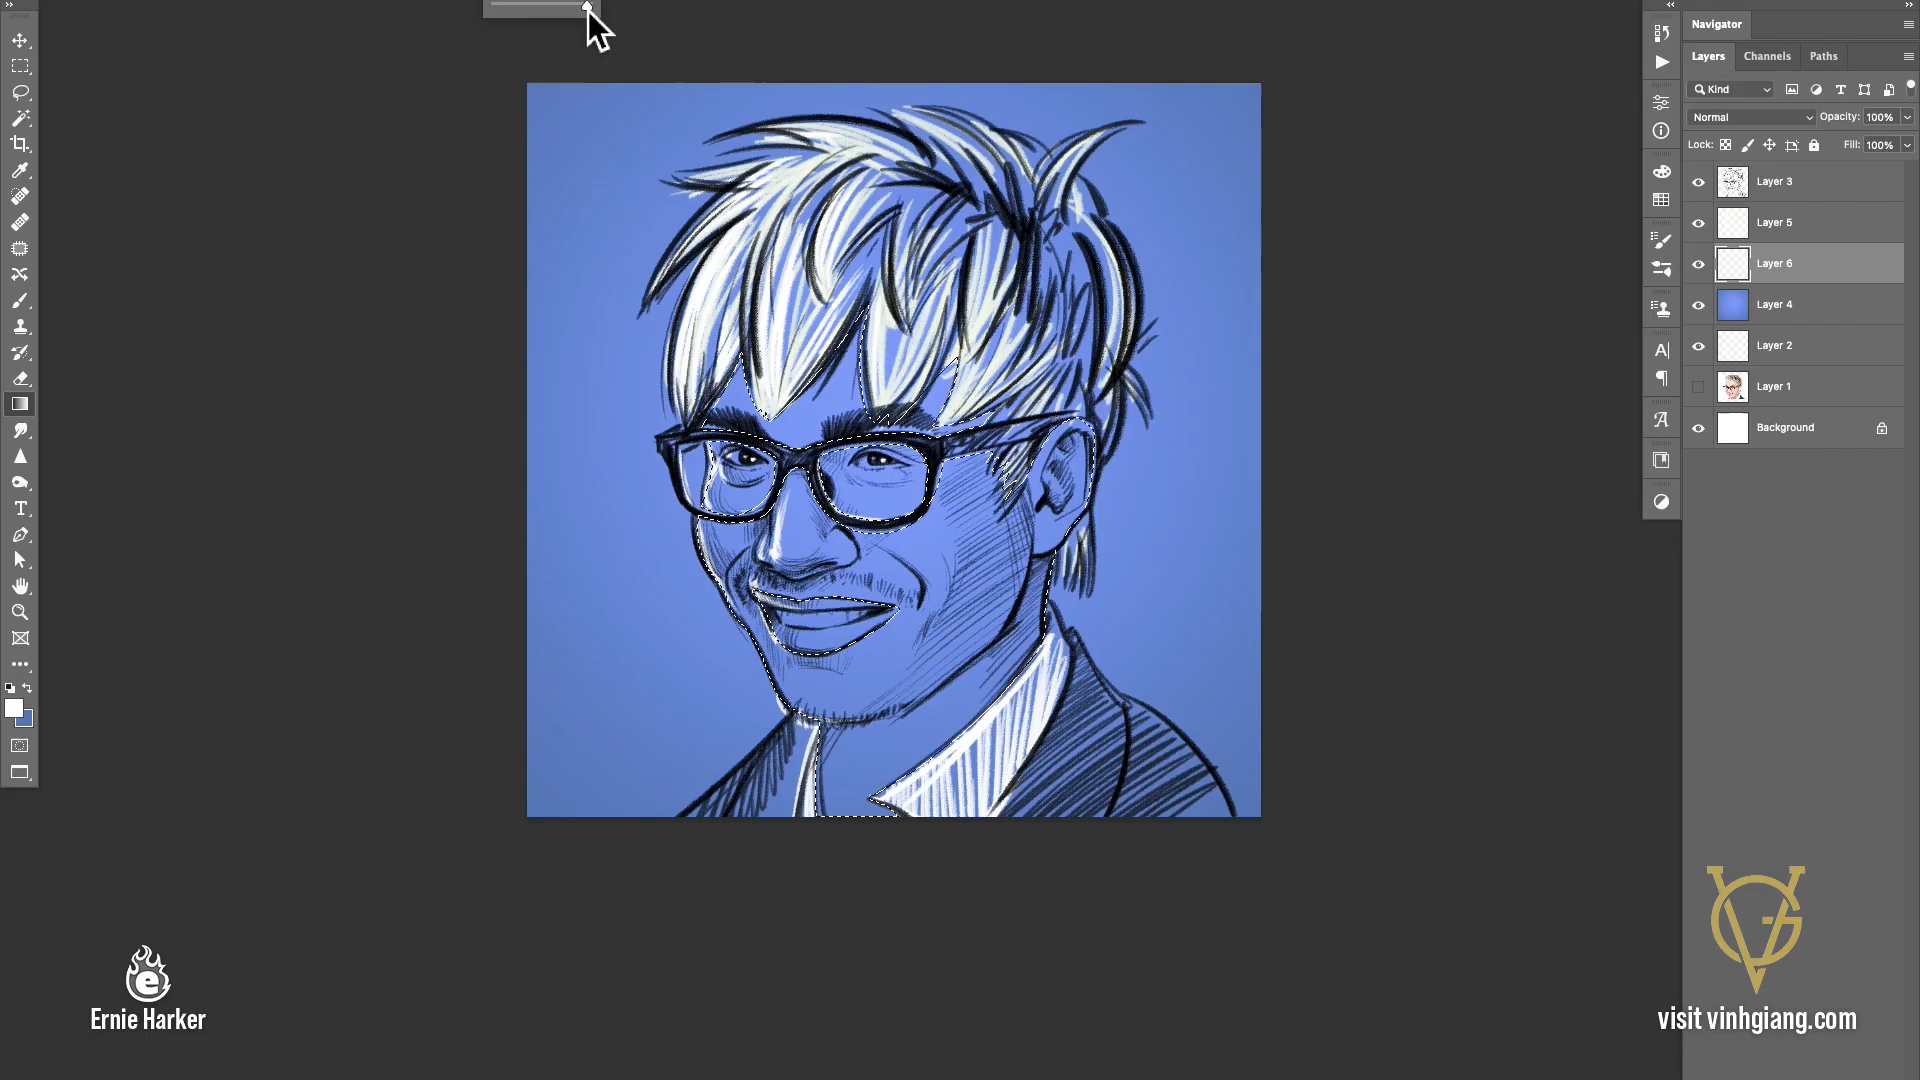 Navigator
Layers Channels Paths
Kind
Normal Opacity: 100%
Lock: Fill: 100%
Layer 3
Layer 5
Layer 6
Layer 4
Layer 2
Layer 1
Background
e
Ernie Harker
VG
visit vinhgiang.com